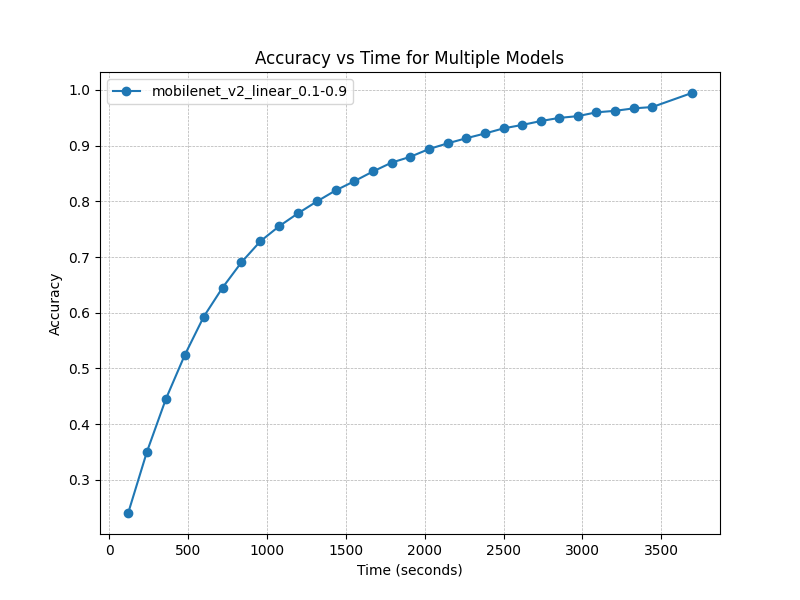 Accuracy vs Time for Multiple Models
mobilenet_v2_linear_0.1-0.9
Accuracy
1.0
0.9
0.8
0.7
0.6
0.5
0.4
0.3
0 500 1000 1500 2000 2500 3000 3500
Time (seconds)